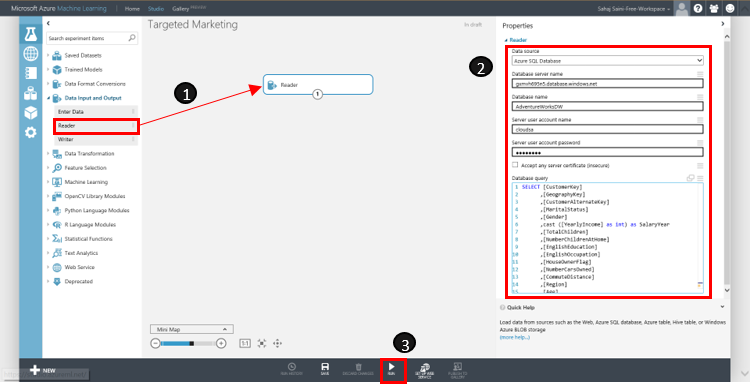 Microsoft Azure Machine Learning
Home
Studio
Gallery PREVIEW
Sahaj Saini-Free-Workspace
Search experiment items
Saved Datasets
Trained Models
Data Format Conversions
Data Input and Output
Enter Data
Reader
Writer
Data Transformation
Feature Selection
Machine Learning
OpenCV Library Modules
Python Language Modules
R Language Modules
Statistical Functions
Text Analytics
Web Service
Deprecated
Targeted Marketing
In draft
Reader
1
1
2
3
Mini Map
1:1
Properties
Reader
Data source
Azure SQL Database
Database server name
Database name
AdventureWorksDW
Server user account name
cloudsa
Server user account password
Accept any server certificate (insecure)
Database query
1 SELECT [CustomerKey]
2 ,[GeographyKey]
3 ,[CustomerAlternateKey]
4 ,[MaritalStatus]
5 ,[Gender]
6 ,cast ([YearlyIncome] as int) as SalaryYear
7 ,[TotalChildren]
8 ,[NumberChildrenAtHome]
9 ,[EnglishEducation]
10 ,[EnglishOccupation]
11 ,[HouseOwnerFlag]
12 ,[NumberCarsOwned]
13 ,[CommuteDistance]
14 ,[Region]
15 ,[Age]
Quick Help
Load data from sources such as the Web, Azure SQL database, Azure table, Hive table, or Windows
Azure BLOB storage
(more help...)
NEW
RUN HISTORY
SAVE
DISCARD CHANGES
RUN
SET UP WEB
SERVICE
PUBLISH TO
GALLERY